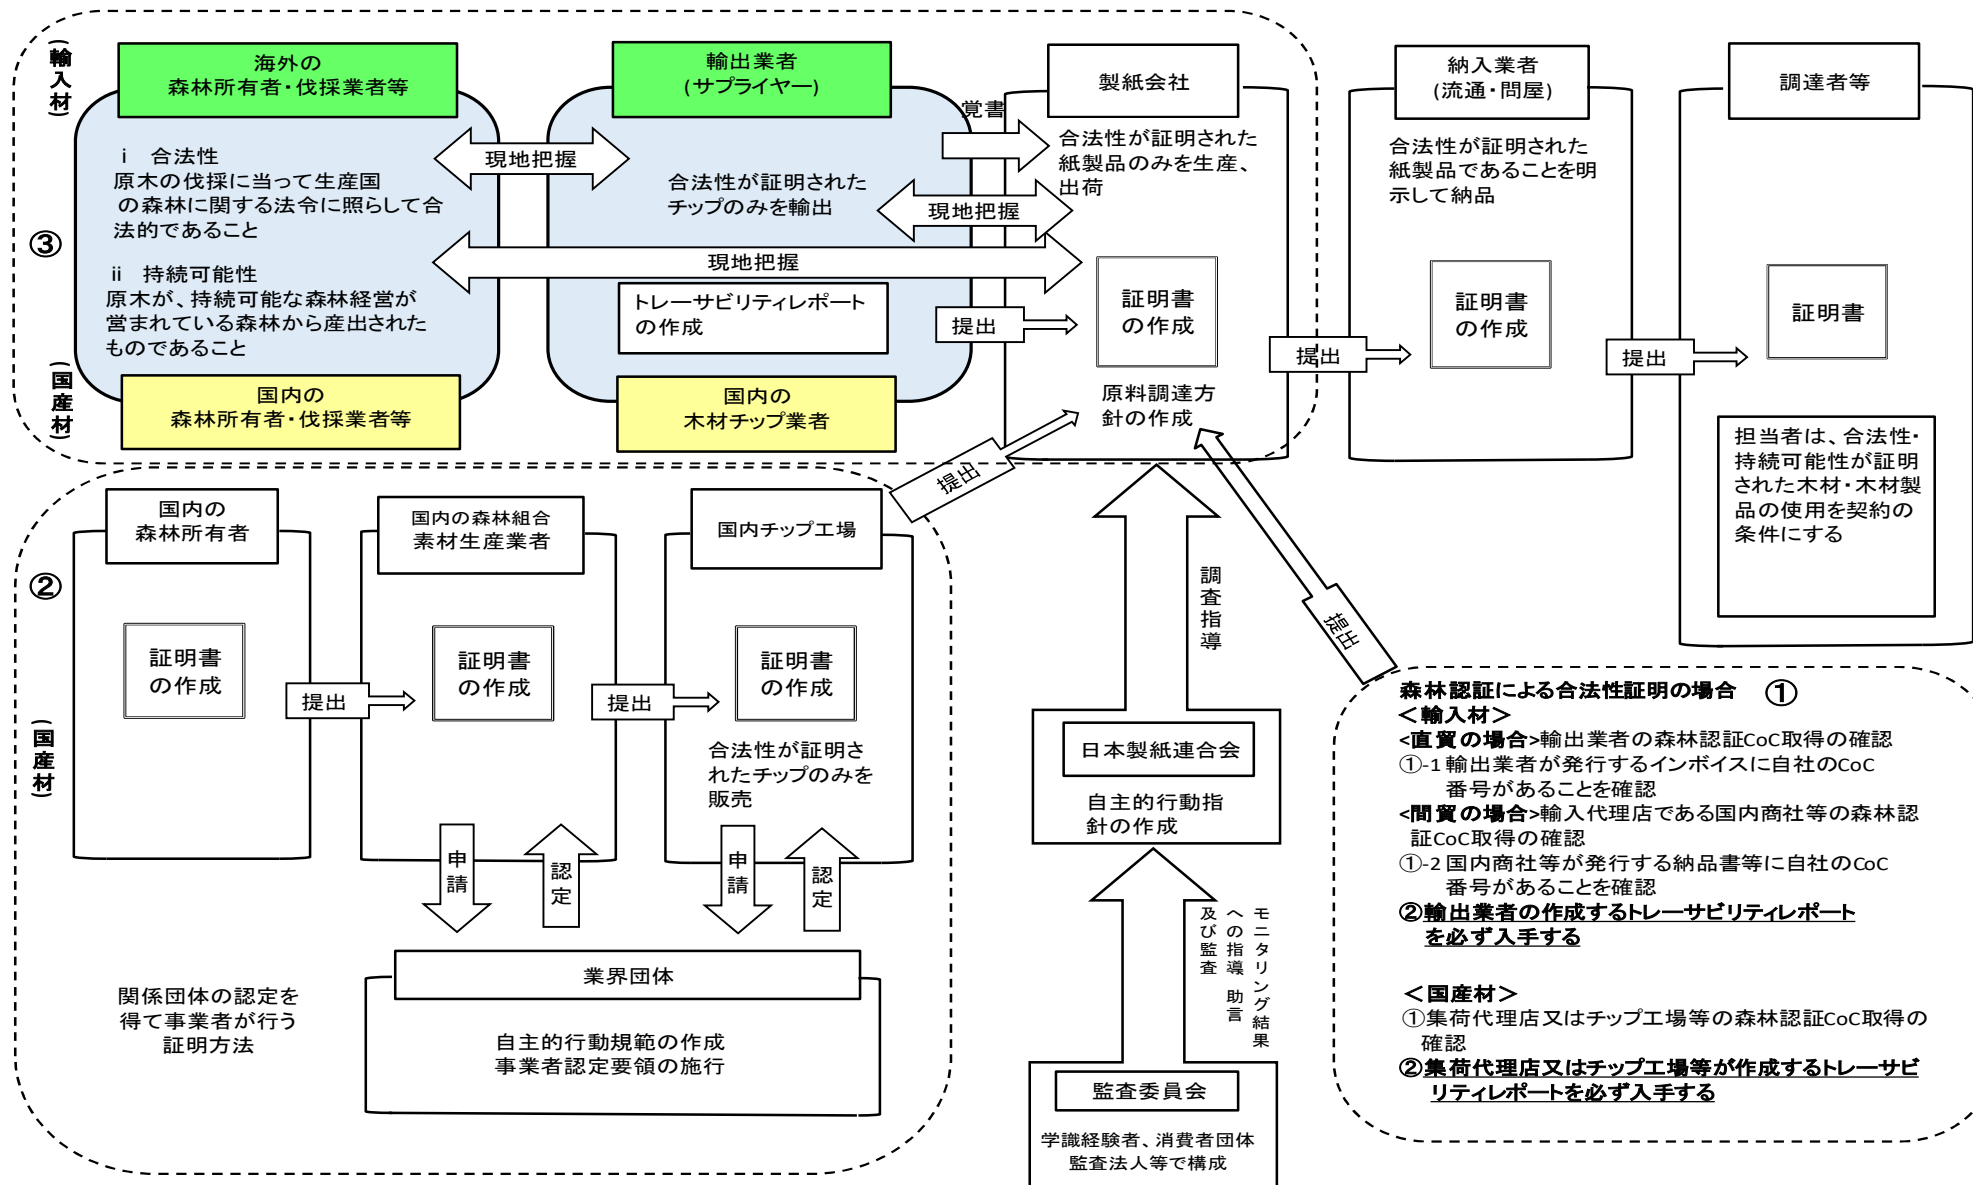 (輸入材)
③
(国産材)
海外の
森林所有者・伐採業者等
ⅰ 合法性
原木の伐採に当って生産国
の森林に関する法令に照らして合
法的であること
ⅱ 持続可能性
原木が、持続可能な森林経営が
営まれている森林から産出された
ものであること
国内の
森林所有者・伐採業者等
現地把握
輸出業者
(サプライヤー)
合法性が証明された
チップのみを輸出
現地把握
トレーサビリティレポート
の作成
国内の
木材チップ業者
覚書
現地把握
提出
製紙会社
合法性が証明された
紙製品のみを生産、
出荷
証明書
の作成
原料調達方
針の作成
提出
納入業者
(流通・問屋)
合法性が証明された
紙製品であることを明
示して納品
証明書
の作成
提出
調達者等
証明書
担当者は、合法性・
持続可能性が証明
された木材・木材製
品の使用を契約の
条件にする
②
(国産材)
国内の
森林所有者
証明書
の作成
提出
国内の森林組合
素材生産業者
証明書
の作成
提出
国内チップ工場
証明書
の作成
合法性が証明さ
れたチップのみを
販売
提出
申請
認定
申請
認定
業界団体
自主的行動規範の作成
事業者認定要領の施行
関係団体の認定を
得て事業者が行う
証明方法
調査指導
日本製紙連合会
自主的行動指
針の作成
モニタリング結果
への指導 助言
及び監査
監査委員会
学識経験者、消費者団体
監査法人等で構成
提出
森林認証による合法性証明の場合 ①
＜輸入材＞
<直貿の場合>輸出業者の森林認証CoC取得の確認
①-1 輸出業者が発行するインボイスに自社のCoC
番号があることを確認
<間貿の場合>輸入代理店である国内商社等の森林認
証CoC取得の確認
①-2 国内商社等が発行する納品書等に自社のCoC
番号があることを確認
②輸出業者の作成するトレーサビリティレポート
を必ず入手する
＜国産材＞
①集荷代理店又はチップ工場等の森林認証CoC取得の
確認
②集荷代理店又はチップ工場等が作成するトレーサビ
リティレポートを必ず入手する